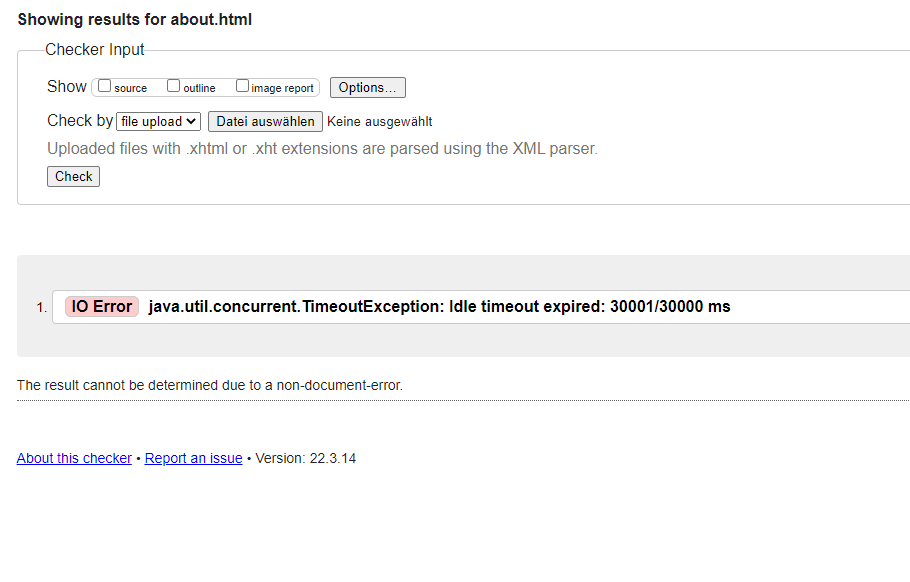 Showing results for about.html
Checker Input
Show source outline image report Options...
Check by file upload Datei auswählen Keine ausgewählt
Uploaded files with .xhtml or .xht extensions are parsed using the XML parser.
Check
1. IO Error java.util.concurrent.TimeoutException: Idle timeout expired: 30001/30000 ms
The result cannot be determined due to a non-document-error.
About this checker • Report an issue • Version: 22.3.14